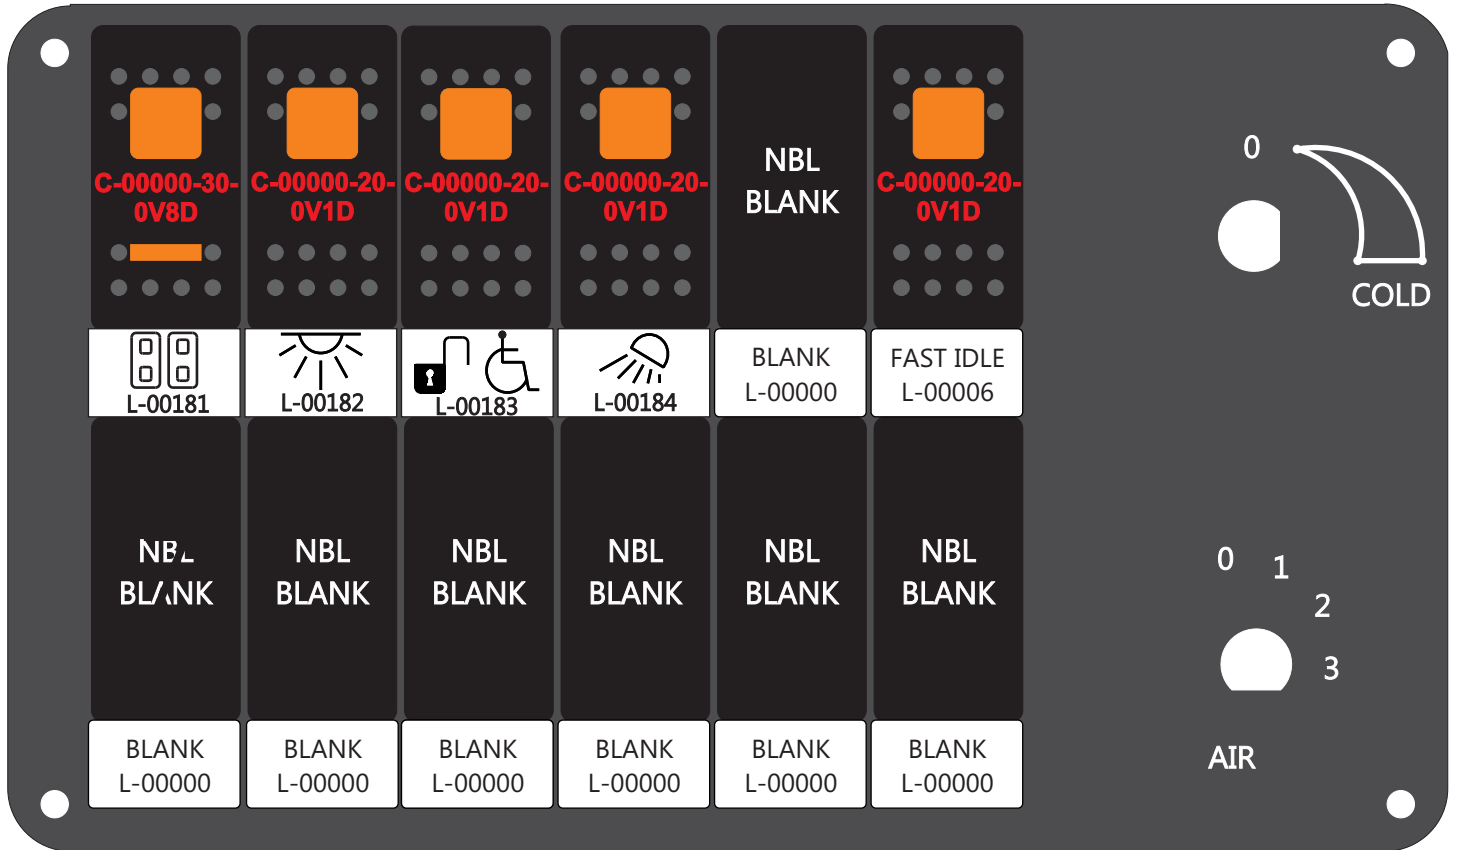 C-00000-30-
0V8D
C-00000-20-
0V1D
C-00000-20-
0V1D
C-00000-20-
0V1D
NBL
BLANK
C-00000-20-
0V1D
0
COLD
L-00181
L-00182
L-00183
L-00184
BLANK
L-00000
FAST IDLE
L-00006
NBL
BLANK
NBL
BLANK
NBL
BLANK
NBL
BLANK
NBL
BLANK
NBL
BLANK
0
1
2
3
AIR
BLANK
L-00000
BLANK
L-00000
BLANK
L-00000
BLANK
L-00000
BLANK
L-00000
BLANK
L-00000